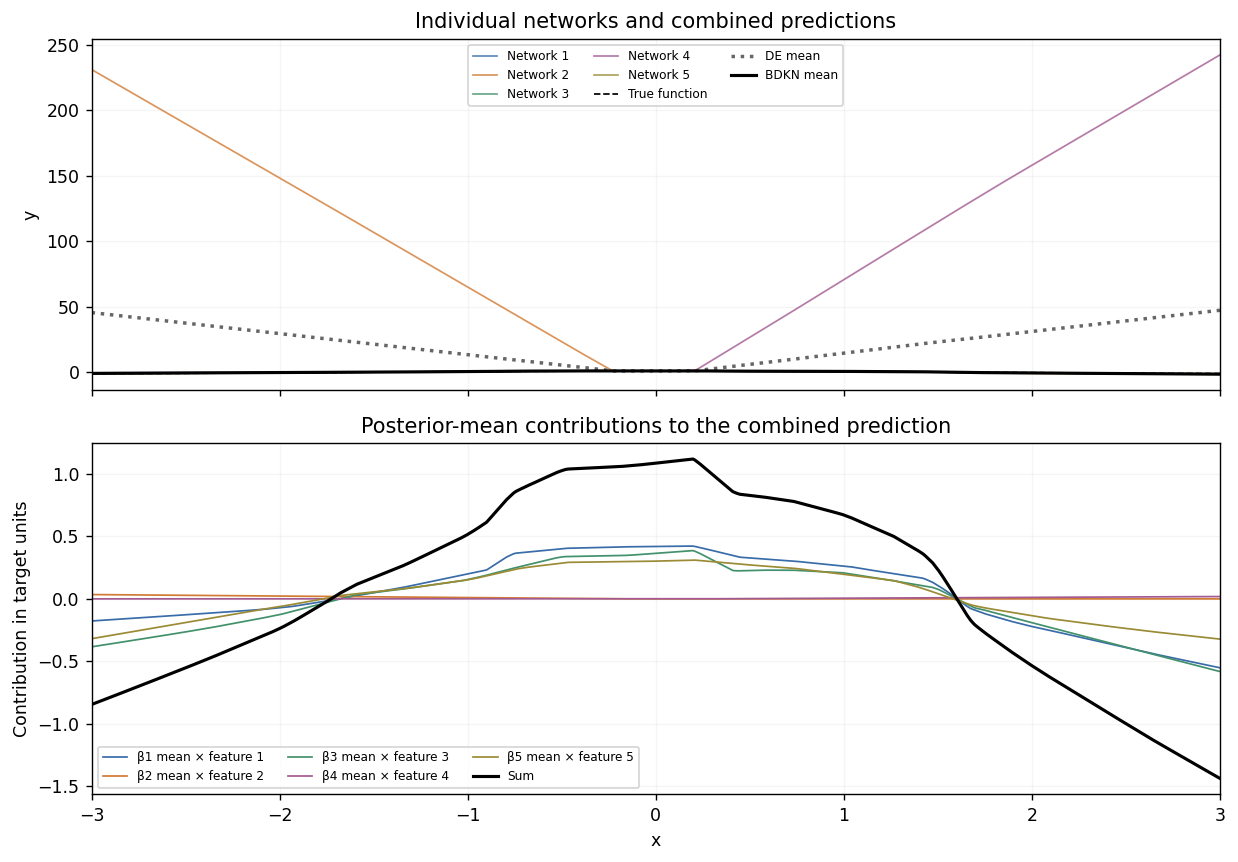 Individual networks and combined predictions
250
200
150
100
50
0
y
Network 1
Network 2
Network 3
Network 4
Network 5
True function
DE mean
BDKN mean
Posterior-mean contributions to the combined prediction
1.0
0.5
0.0
−0.5
−1.0
−1.5
Contribution in target units
β1 mean × feature 1
β2 mean × feature 2
β3 mean × feature 3
β4 mean × feature 4
β5 mean × feature 5
Sum
−3
−2
−1
0
1
2
3
x